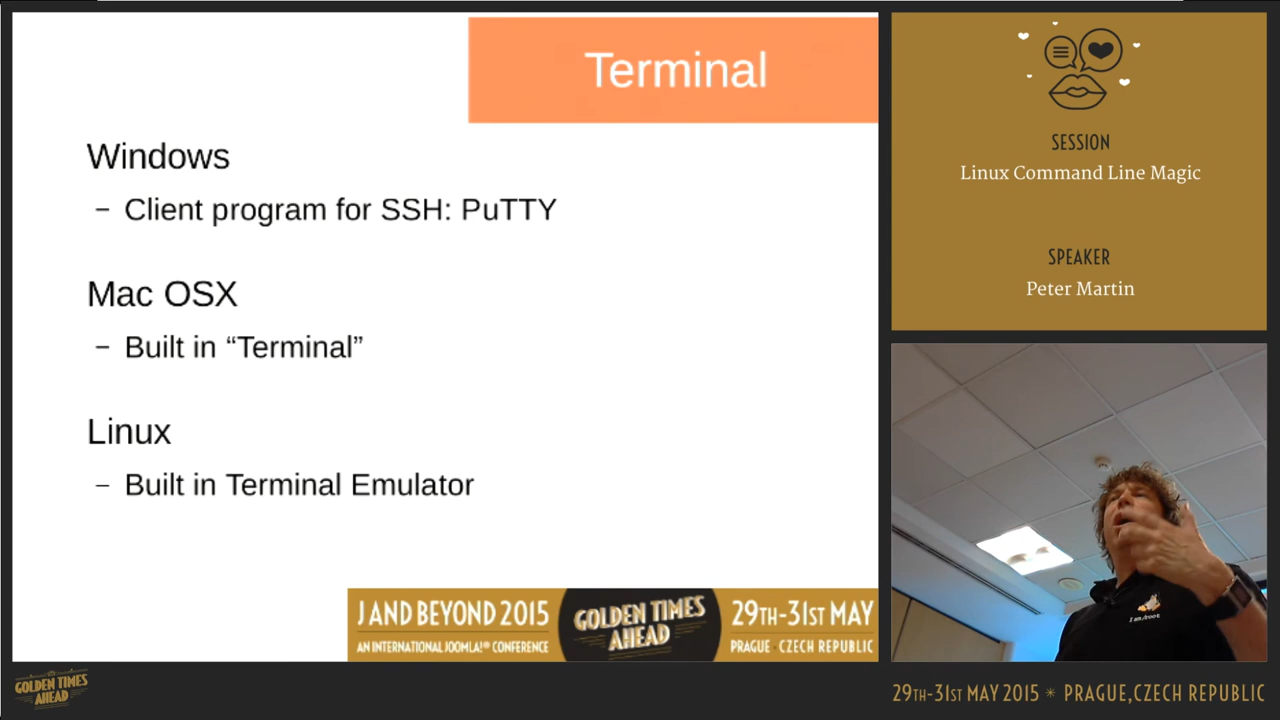 Terminal
Windows
– Client program for SSH: PuTTY
Mac OSX
– Built in “Terminal”
Linux
– Built in Terminal Emulator
J AND BEYOND 2015
AN INTERNATIONAL JOOMLA!® CONFERENCE
GOLDEN TIMES
AHEAD
29TH-31ST MAY
PRAGUE · CZECH REPUBLIC
SESSION
Linux Command Line Magic
SPEAKER
Peter Martin
I am /root
GOLDEN TIMES
AHEAD
29TH-31ST MAY 2015 * PRAGUE,CZECH REPUBLIC